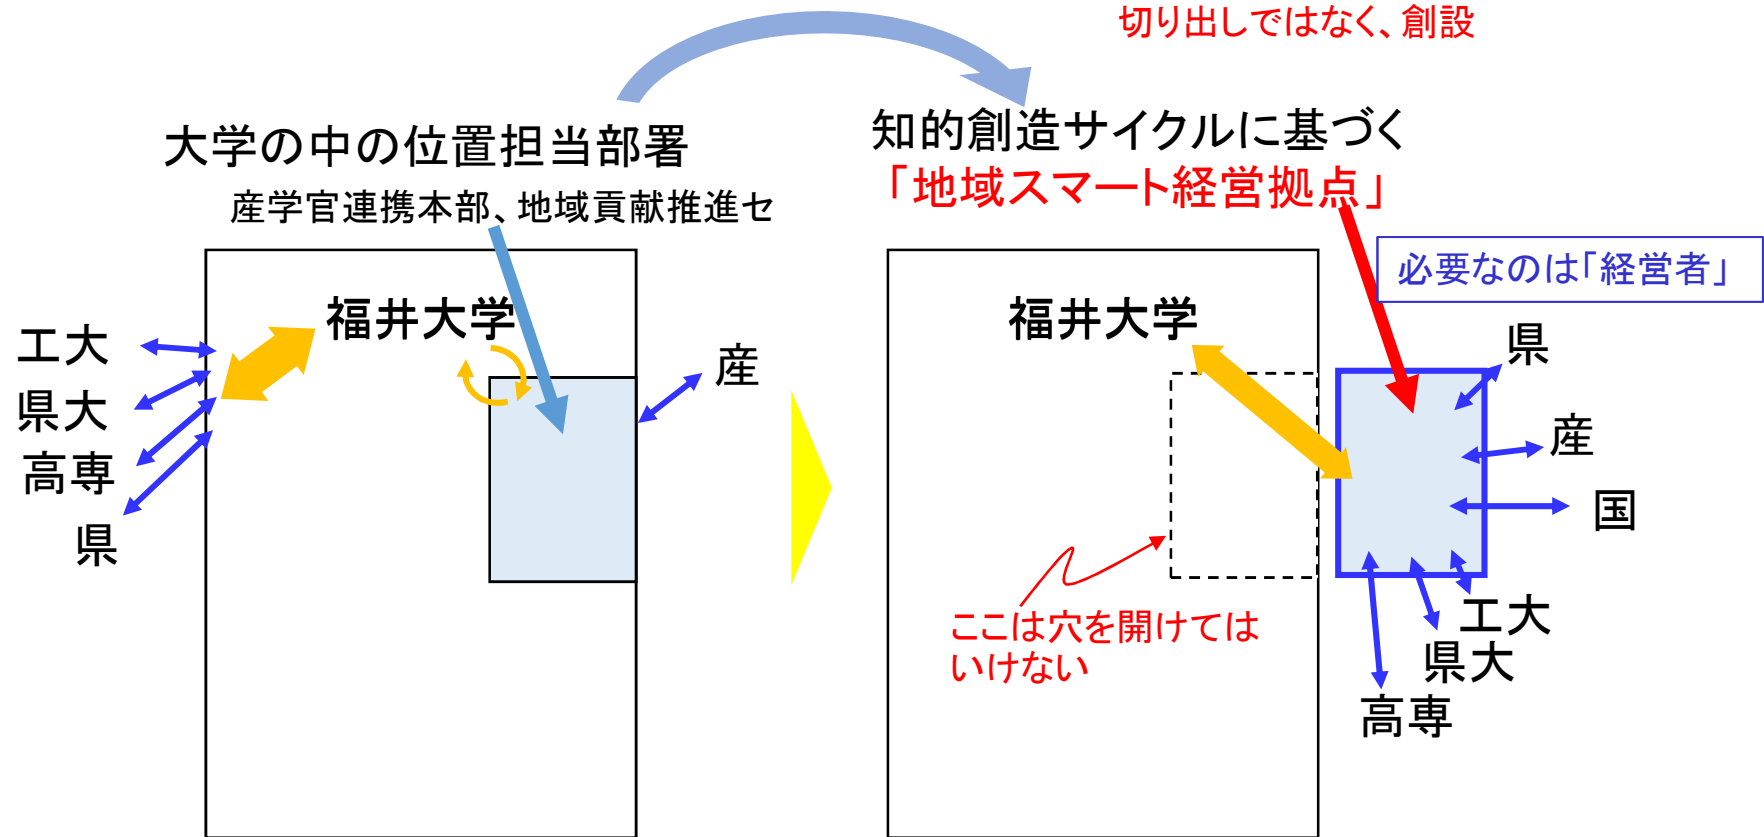 切り出しではなく、創設
大学の中の位置担当部署
産学官連携本部、地域貢献推進セ
知的創造サイクルに基づく
「地域スマート経営拠点」
必要なのは「経営者」
福井大学
工大
県大
高専
県
産
福井大学
県
産
国
工大
県大
高専
ここは穴を開けては
いけない